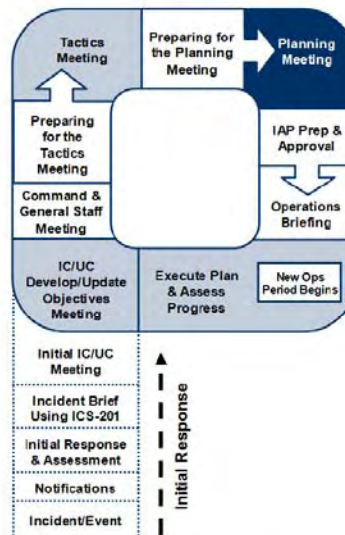 Tactics
Meeting
Preparing for
the Planning
Meeting
Planning
Meeting
Preparing
for the
Tactics
Meeting
IAP Prep &
Approval
Command &
General Staff
Meeting
Operations
Briefing
IC/UC
Develop/Update
Objectives
Meeting
Execute Plan
& Assess
Progress
New Ops
Period Begins
Initial IC/UC
Meeting
Incident Brief
Using ICS-201
Initial Response
& Assessment
Notifications
Incident/Event
Initial Response